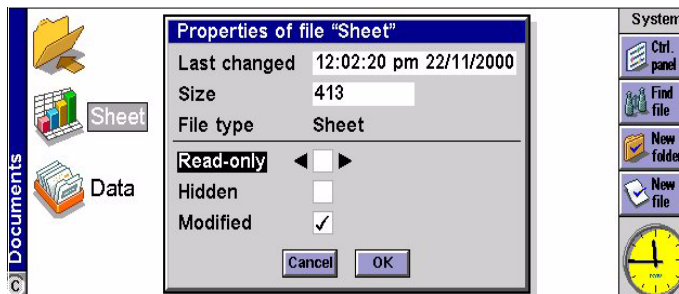 Documents
C
Sheet
Data
Properties of file “Sheet”
Last changed 12:02:20 pm 22/11/2000
Size 413
File type Sheet
Read-only
Hidden
Modified
Cancel OK
System
Ctrl.
panel
Find
file
New
folder
New
file